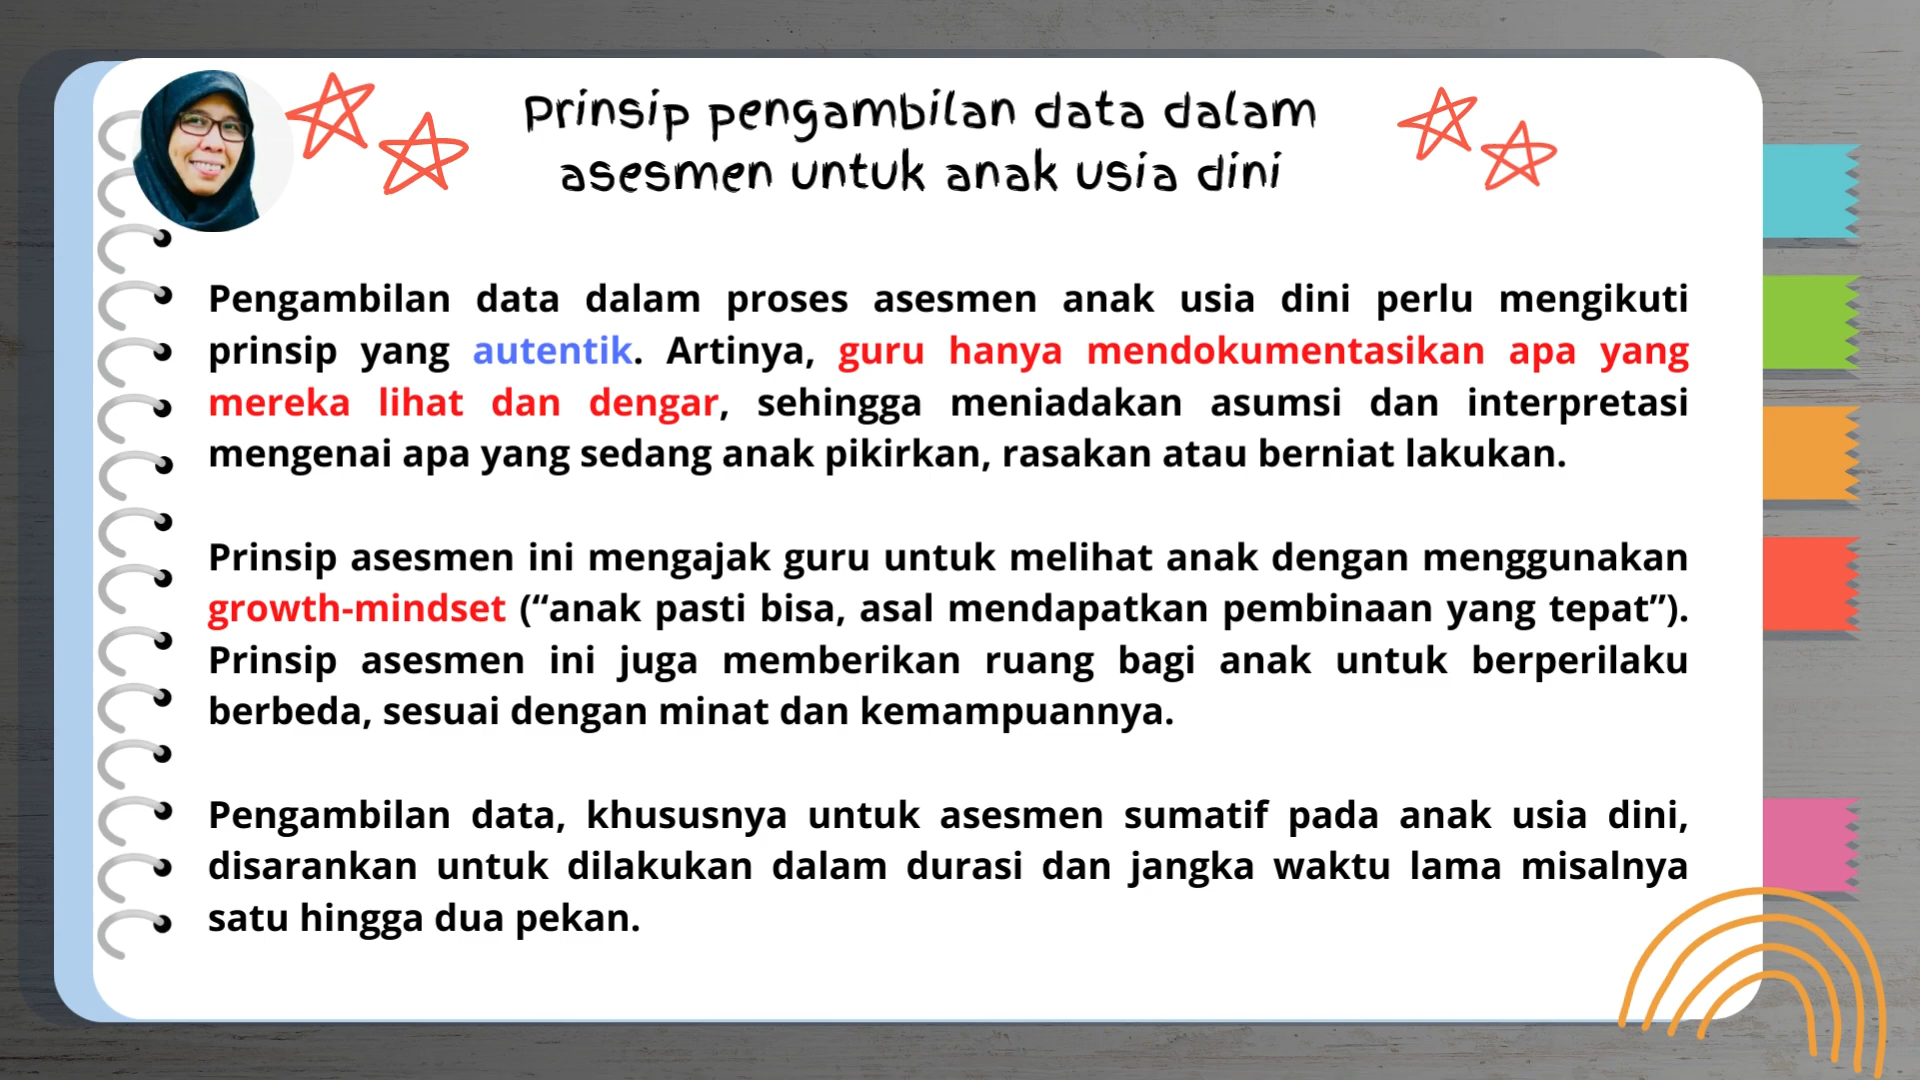 Prinsip pengambilan data dalam
asesmen untuk anak usia dini
Pengambilan data dalam proses asesmen anak usia dini perlu mengikuti
prinsip yang autentik. Artinya, guru hanya mendokumentasikan apa yang
mereka lihat dan dengar, sehingga meniadakan asumsi dan interpretasi
mengenai apa yang sedang anak pikirkan, rasakan atau berniat lakukan.
Prinsip asesmen ini mengajak guru untuk melihat anak dengan menggunakan
growth-mindset (“anak pasti bisa, asal mendapatkan pembinaan yang tepat”).
Prinsip asesmen ini juga memberikan ruang bagi anak untuk berperilaku
berbeda, sesuai dengan minat dan kemampuannya.
Pengambilan data, khususnya untuk asesmen sumatif pada anak usia dini,
disarankan untuk dilakukan dalam durasi dan jangka waktu lama misalnya
satu hingga dua pekan.